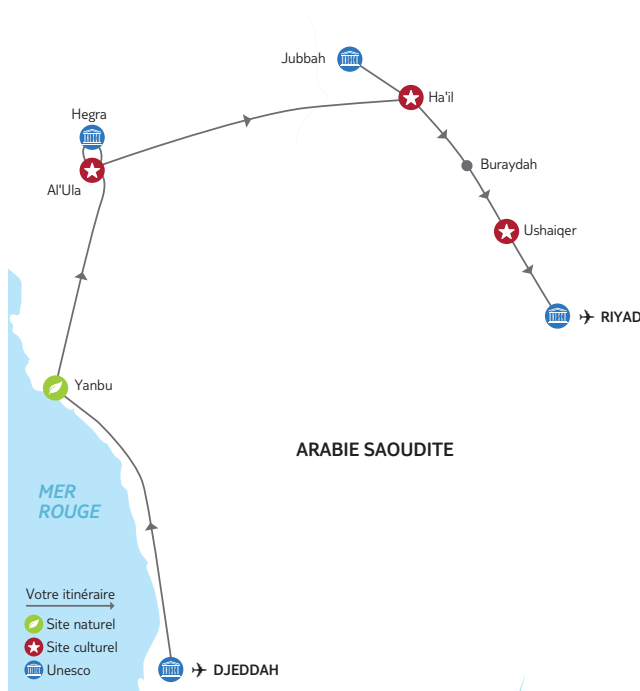 Jubbah
Ha'il
Hegra
Al'Ula
Buraydah
Ushaiqer
RIYAD
Yanbu
ARABIE SAOUDITE
MER
ROUGE
Votre itinéraire
Site naturel
Site culturel
Unesco
DJEDDAH